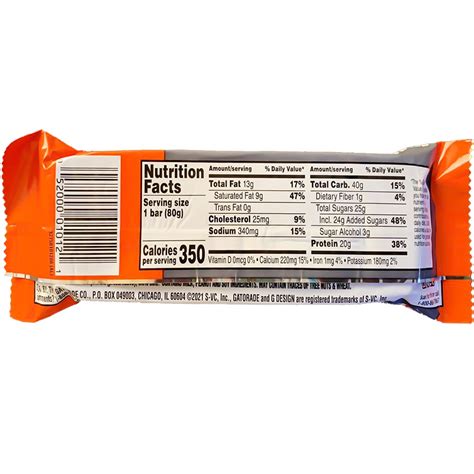 Nutrition
Facts
Serving size
1 bar (80g)
Calories
per serving 350
Amount/serving % Daily Value*
Total Fat 13g 17%
Saturated Fat 9g 47%
Trans Fat 0g
Cholesterol 25mg 9%
Sodium 340mg 15%
Amount/serving % Daily Value*
Total Carb. 40g 15%
Dietary Fiber 1g 4%
Total Sugars 25g
Incl. 24g Added Sugars 48%
Sugar Alcohol 3g
Protein 20g 38%
Vitamin D 0mcg 0% • Calcium 220mg 15% • Iron 1mg 4% • Potassium 180mg 2%
MILK, PEANUT AND SOY INGREDIENTS. MAY CONTAIN TRACES OF TREE NUTS & WHEAT.
CO., P.O. BOX 049003, CHICAGO, IL 60604 ©2021 S-VC, Inc., GATORADE and G DESIGN are registered trademarks of S-VC, Inc.
52000 01012 1